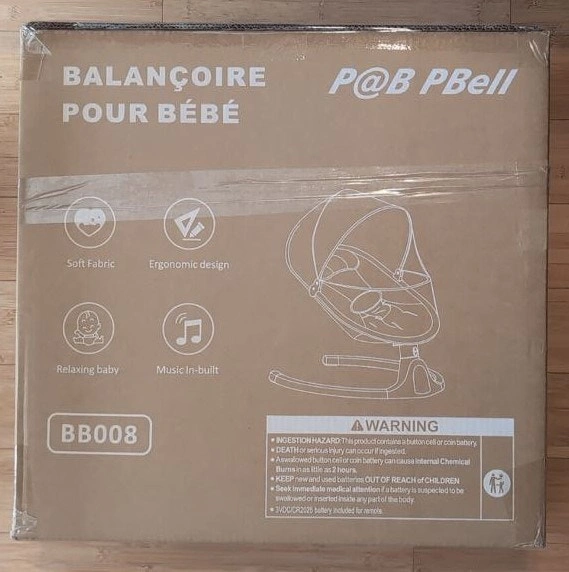 BALANÇOIRE
POUR BÉBÉ
P@B PBell
Soft Fabric
Ergonomic design
Relaxing baby
Music In-built
BB008
WARNING
• INGESTION HAZARD: This product contains a button cell or coin battery.
• DEATH or serious injury can occur if ingested.
• A swallowed button cell or coin battery can cause Internal Chemical
Burns in as little as 2 hours.
• KEEP new and used batteries OUT OF REACH of CHILDREN
• Seek immediate medical attention if a battery is suspected to be
swallowed or inserted inside any part of the body.
• 3VDC/CR2025 battery included for remote.